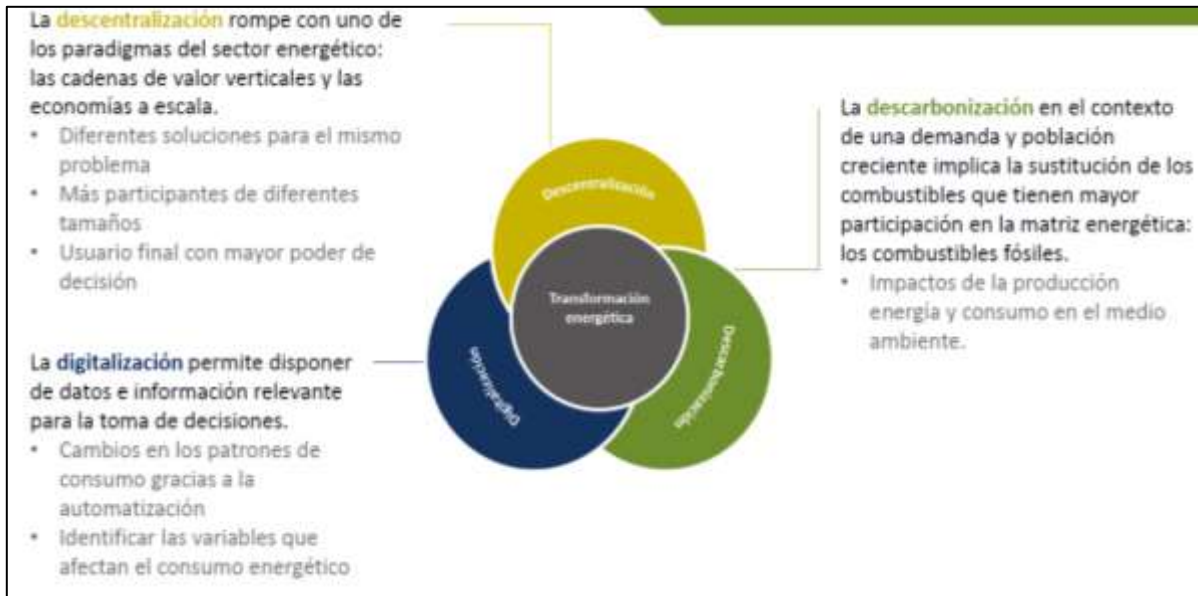 La descentralización rompe con uno de
los paradigmas del sector energético:
las cadenas de valor verticales y las
economías a escala.
• Diferentes soluciones para el mismo
problema
• Más participantes de diferentes
tamaños
• Usuario final con mayor poder de
decisión
La digitalización permite disponer
de datos e información relevante
para la toma de decisiones.
• Cambios en los patrones de
consumo gracias a la
automatización
• Identificar las variables que
afectan el consumo energético
Descentralización
Transformación
energética
Digitalización
Descarbonización
La descarbonización en el contexto
de una demanda y población
creciente implica la sustitución de los
combustibles que tienen mayor
participación en la matriz energética:
los combustibles fósiles.
• Impactos de la producción
energía y consumo en el medio
ambiente.